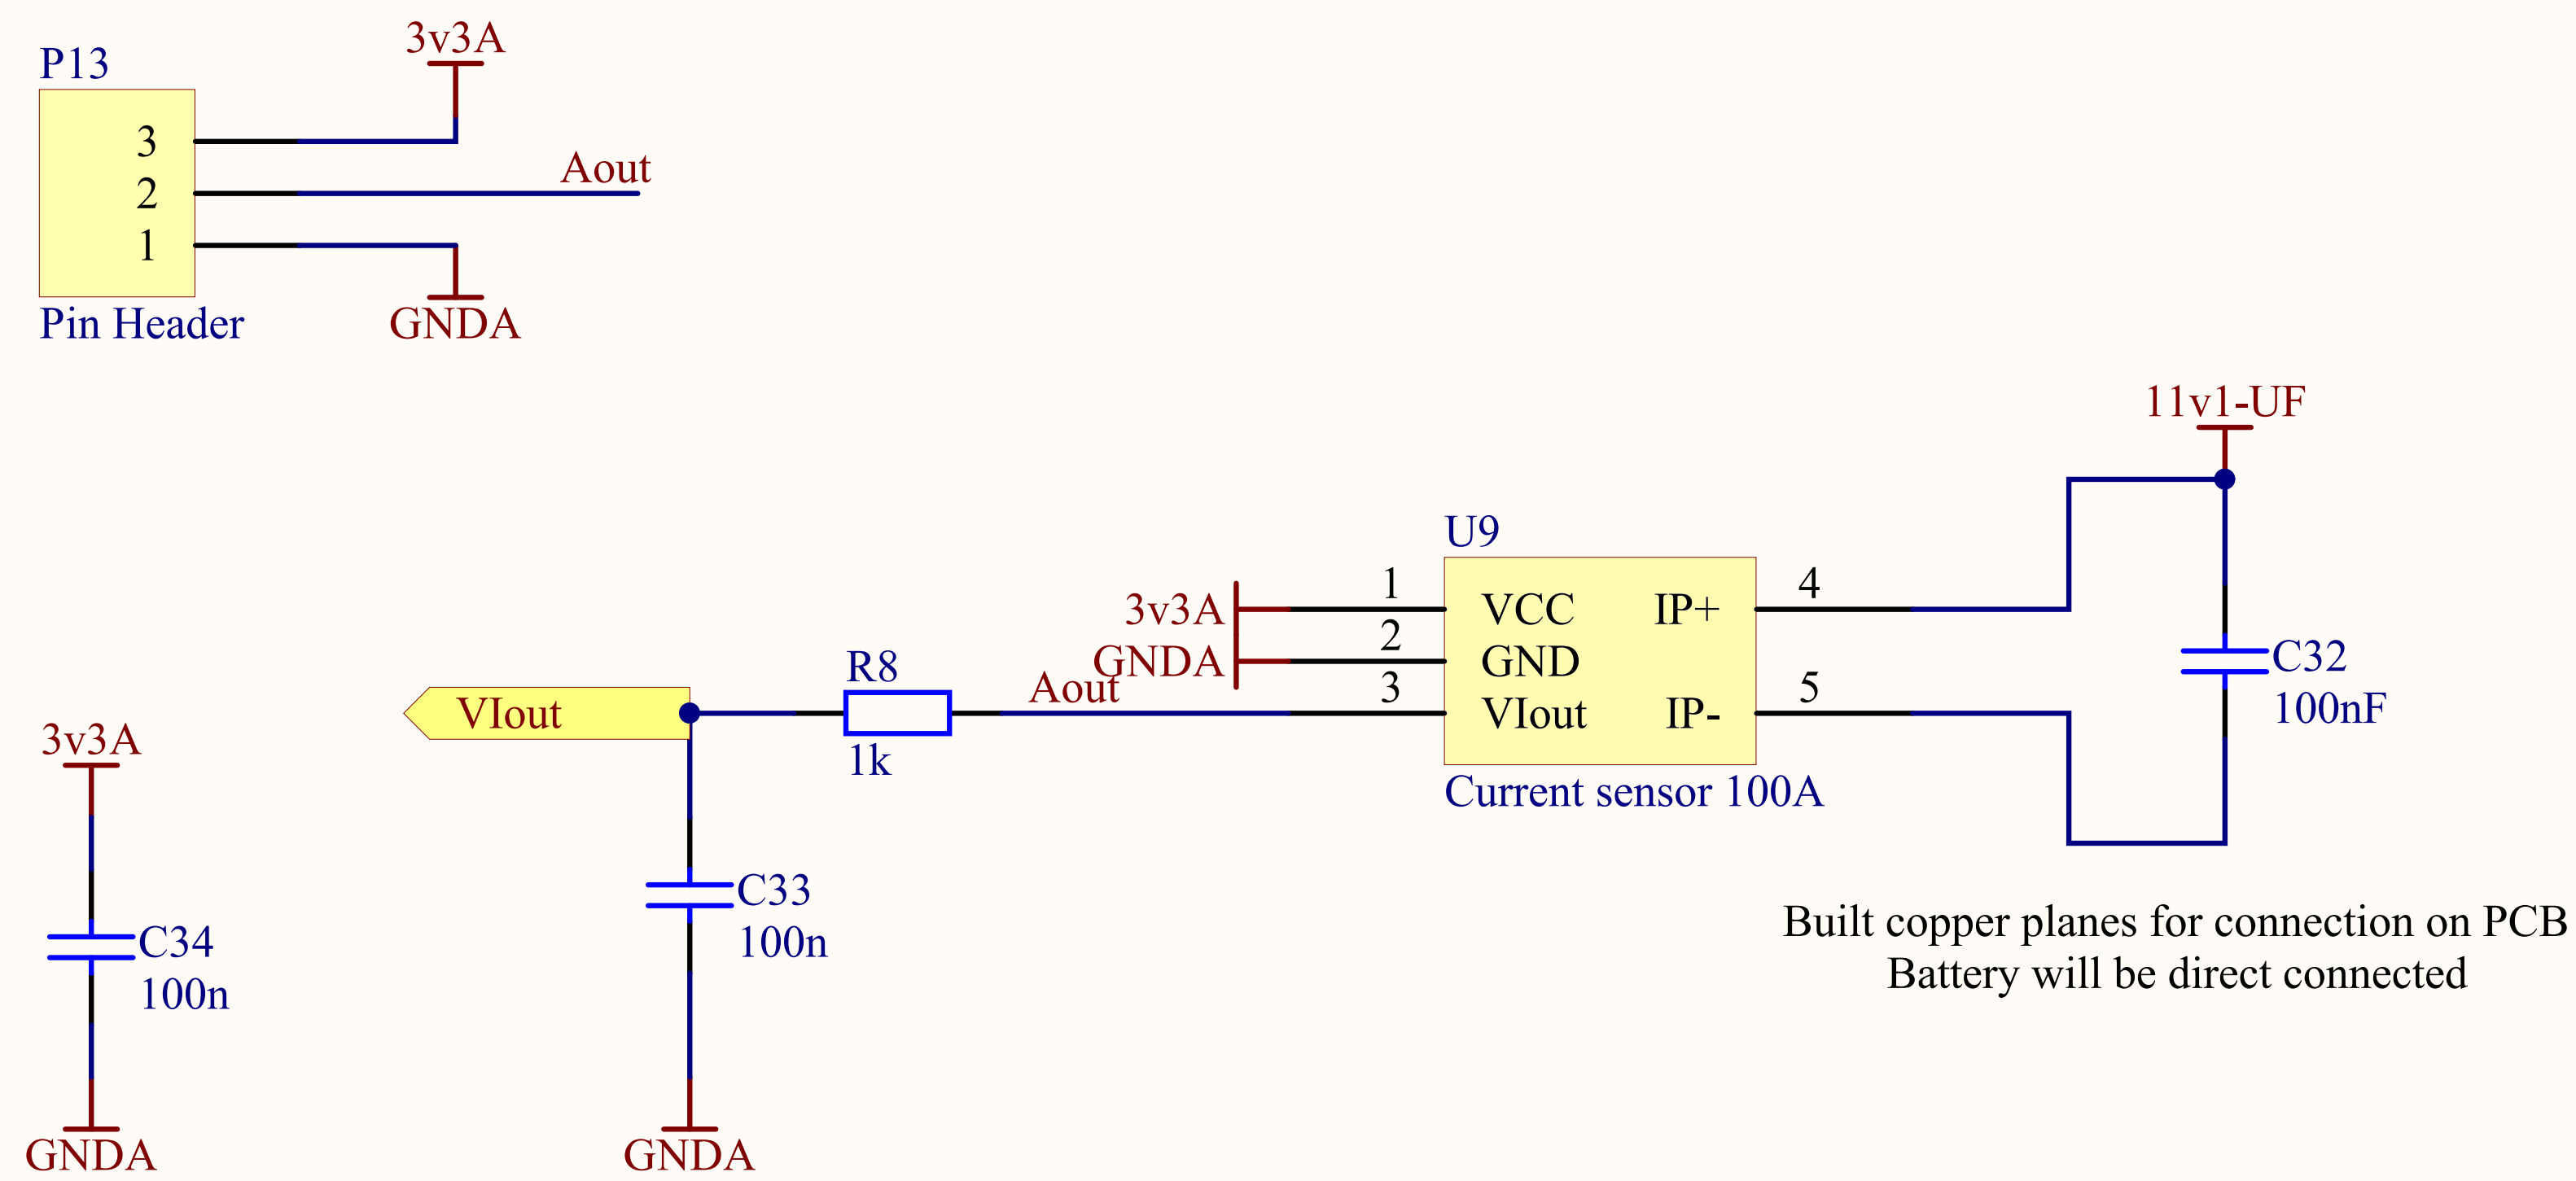 3v3A
P13
3
Aout
2
1
Pin Header
GNDA
11v1-UF
U9
1
4
3v3A
VCC
IP+
2
C32
GNDA
GND
100nF
R8
Aout
3
5
VIout
VIout
IP-
3v3A
1k
Current sensor 100A
C33
Built copper planes for connection on PCB
C34
100n
Battery will be direct connected
100n
GNDA
GNDA